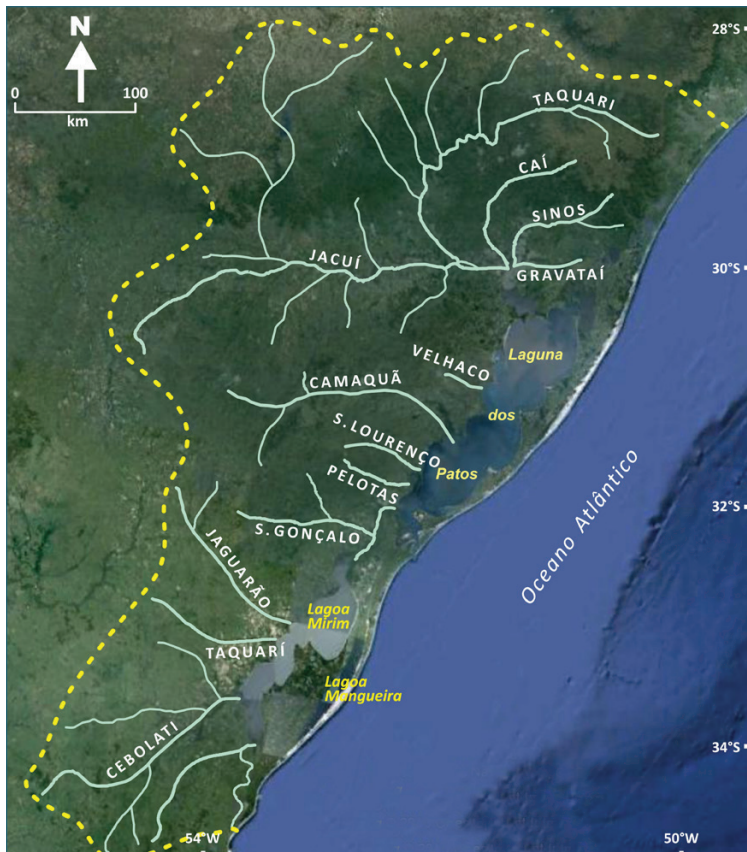 N
0 100
km
28°S
TAQUARI
CAÍ
SINOS
JACUÍ
GRAVATAÍ
30°S
VELHACO
Laguna
dos
Patos
CAMAQUÃ
S. LOURENÇO
PELOTAS
S. GONÇALO
32°S
Oceano Atlântico
JAGUARÃO
Lagoa
Mirim
TAQUARÍ
Lagoa
Mangueira
CEBOLATI
34°S
54°W
50°W